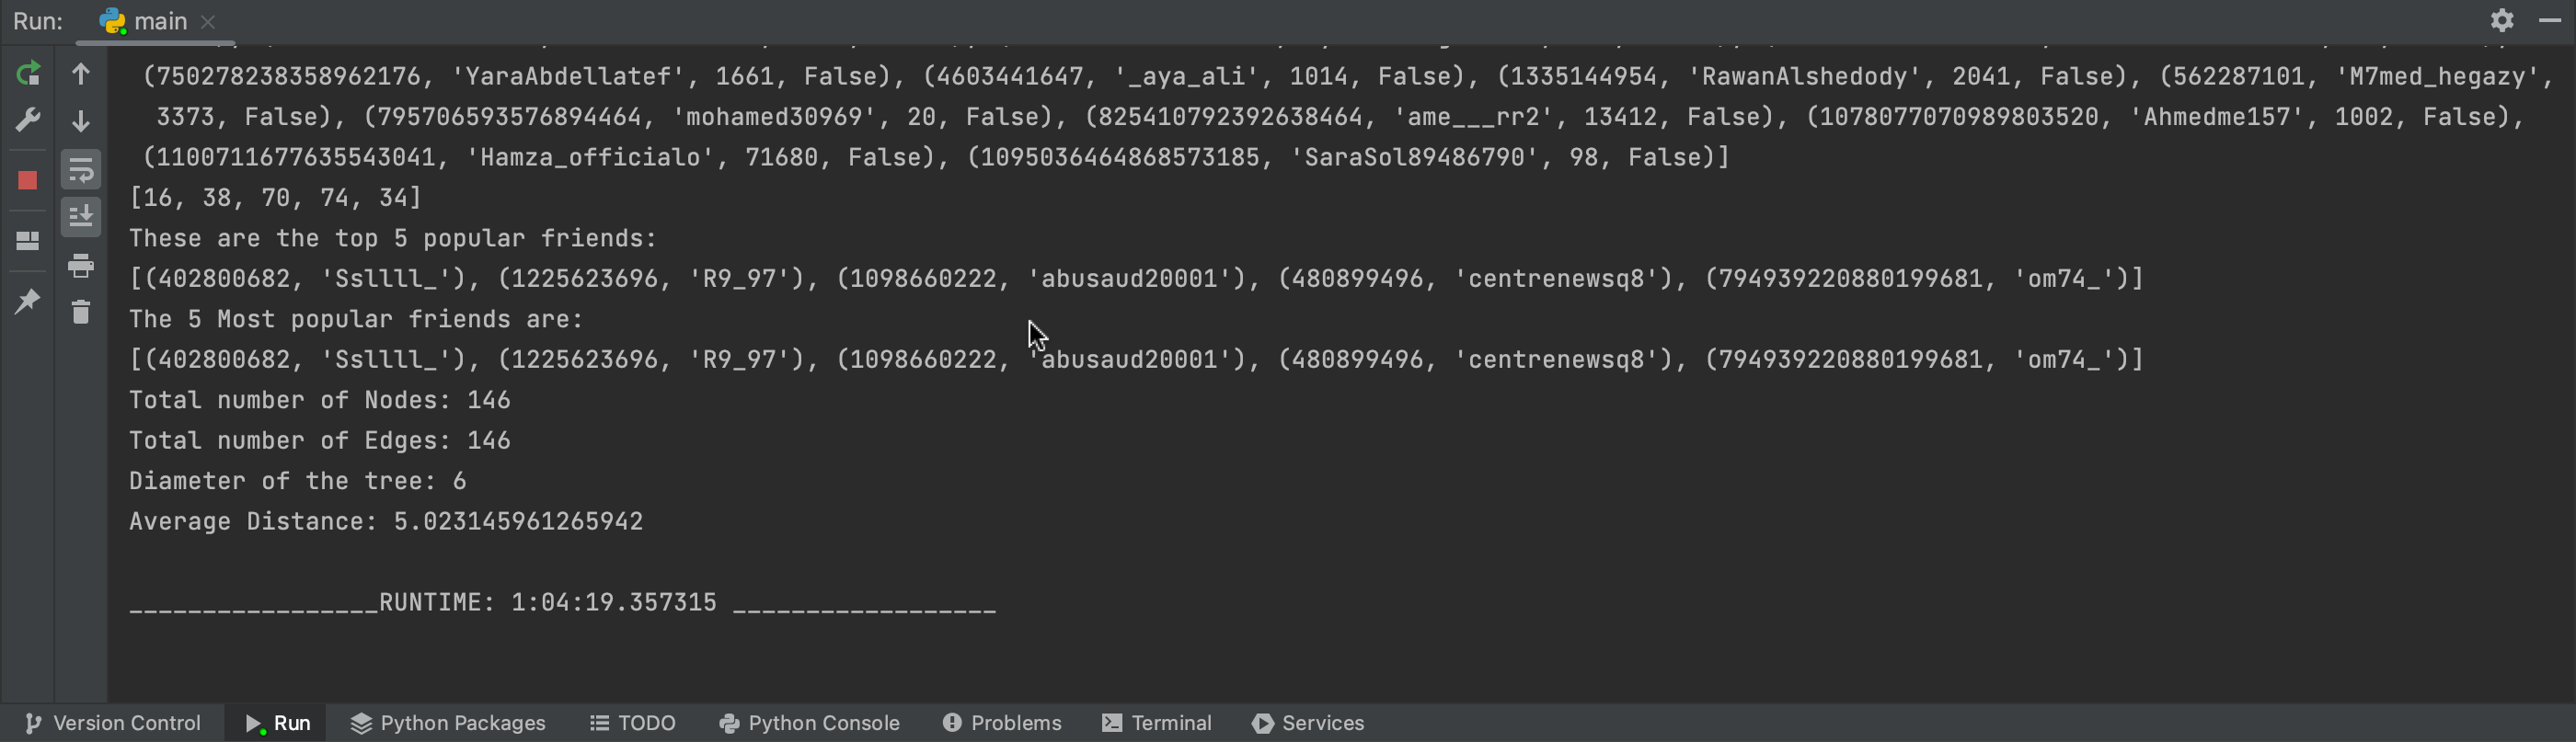 Run: main
(750278238358962176, 'YaraAbdellatef', 1661, False), (4603441647, '_aya_ali', 1014, False), (1335144954, 'RawanAlshedody', 2041, False), (562287101, 'M7med_hegazy',
3373, False), (795706593576894464, 'mohamed30969', 20, False), (825410792392638464, 'ame___rr2', 13412, False), (1078077070989803520, 'Ahmedme157', 1002, False),
(1100711677635543041, 'Hamza_officialo', 71680, False), (1095036464868573185, 'SaraSol89486790', 98, False)]
[16, 38, 70, 74, 34]
These are the top 5 popular friends:
[(402800682, 'Ssllll_'), (1225623696, 'R9_97'), (1098660222, 'abusaud20001'), (480899496, 'centrenewsq8'), (794939220880199681, 'om74_')]
The 5 Most popular friends are:
[(402800682, 'Ssllll_'), (1225623696, 'R9_97'), (1098660222, 'abusaud20001'), (480899496, 'centrenewsq8'), (794939220880199681, 'om74_')]
Total number of Nodes: 146
Total number of Edges: 146
Diameter of the tree: 6
Average Distance: 5.023145961265942
_________________RUNTIME: 1:04:19.357315 __________________
Version Control Run Python Packages TODO Python Console Problems Terminal Services